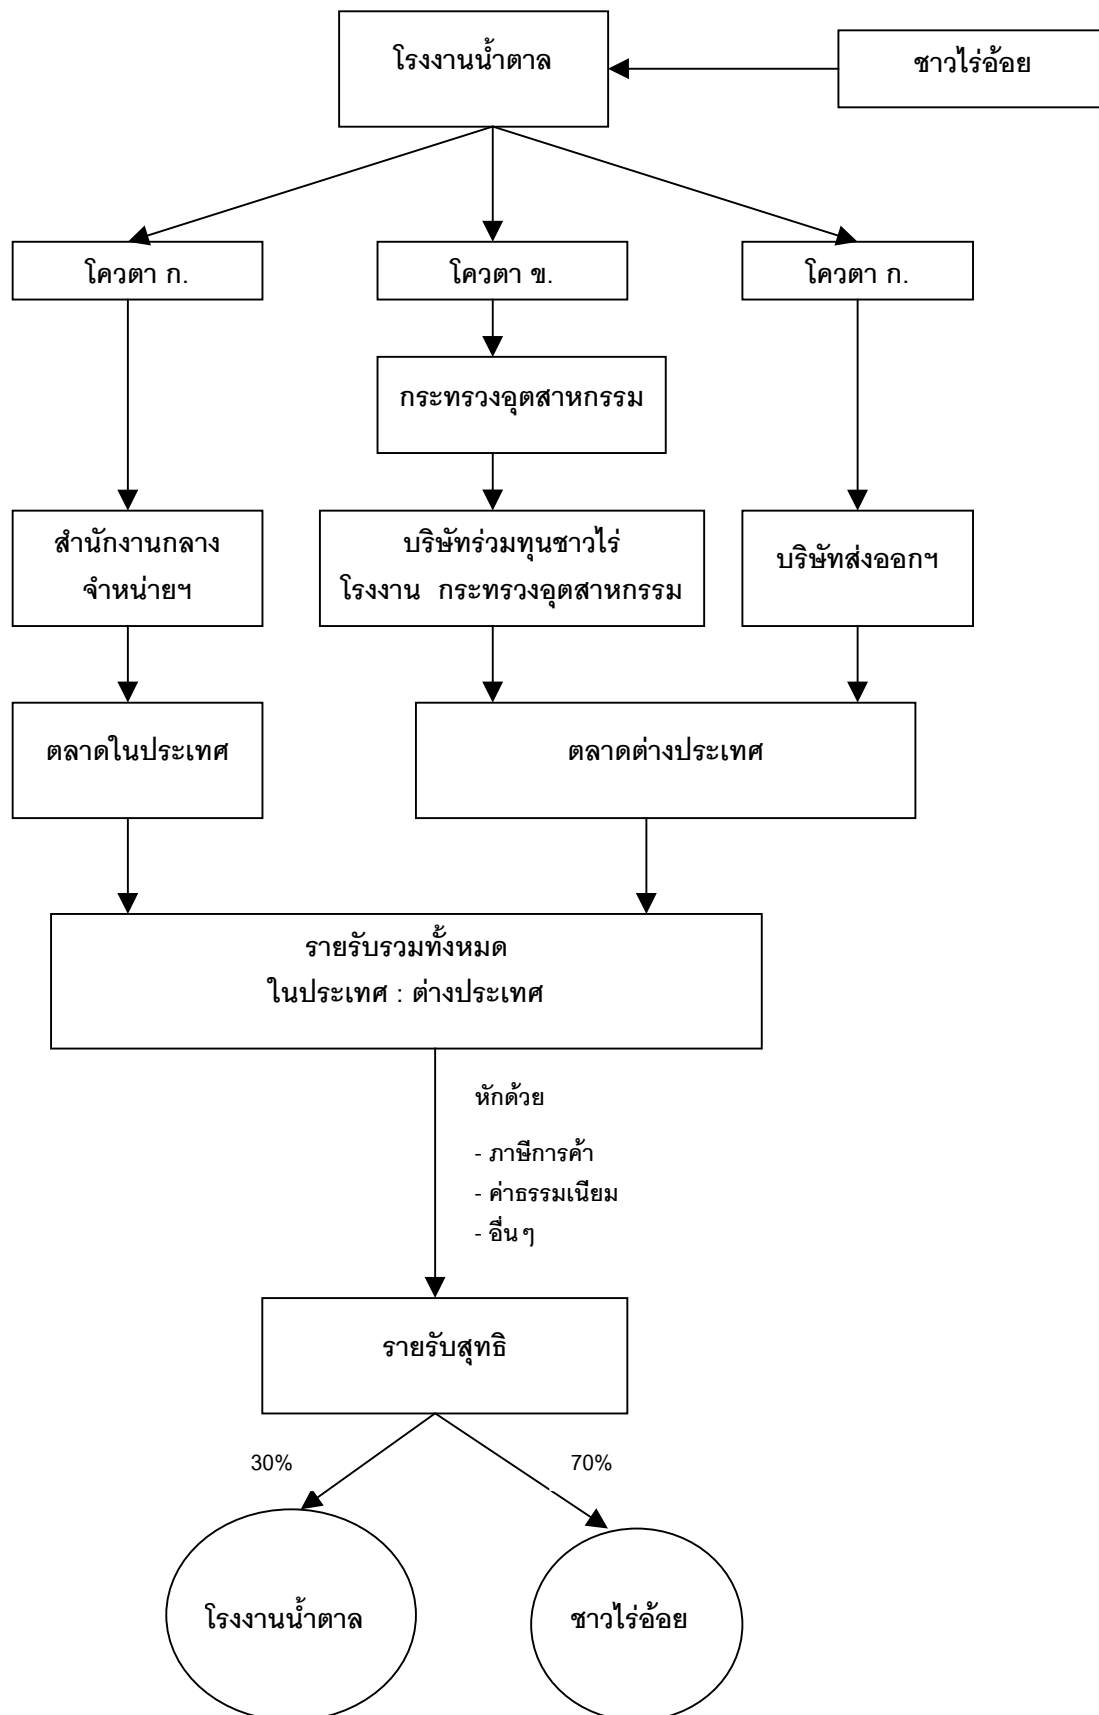 โรงงานน้ำตาล
ชาวไร่อ้อย
โควตา ก.
โควตา ข.
โควตา ก.
กระทรวงอุตสาหกรรม
สำนักงานกลาง
จำหน่ายฯ
บริษัทร่วมทุนชาวไร่
โรงงาน กระทรวงอุตสาหกรรม
บริษัทส่งออกฯ
ตลาดในประเทศ
ตลาดต่างประเทศ
รายรับรวมทั้งหมด
ในประเทศ : ต่างประเทศ
หักด้วย
- ภาษีการค้า
- ค่าธรรมเนียม
- อื่น ๆ
รายรับสุทธิ
30%
70%
โรงงานน้ำตาล
ชาวไร่อ้อย